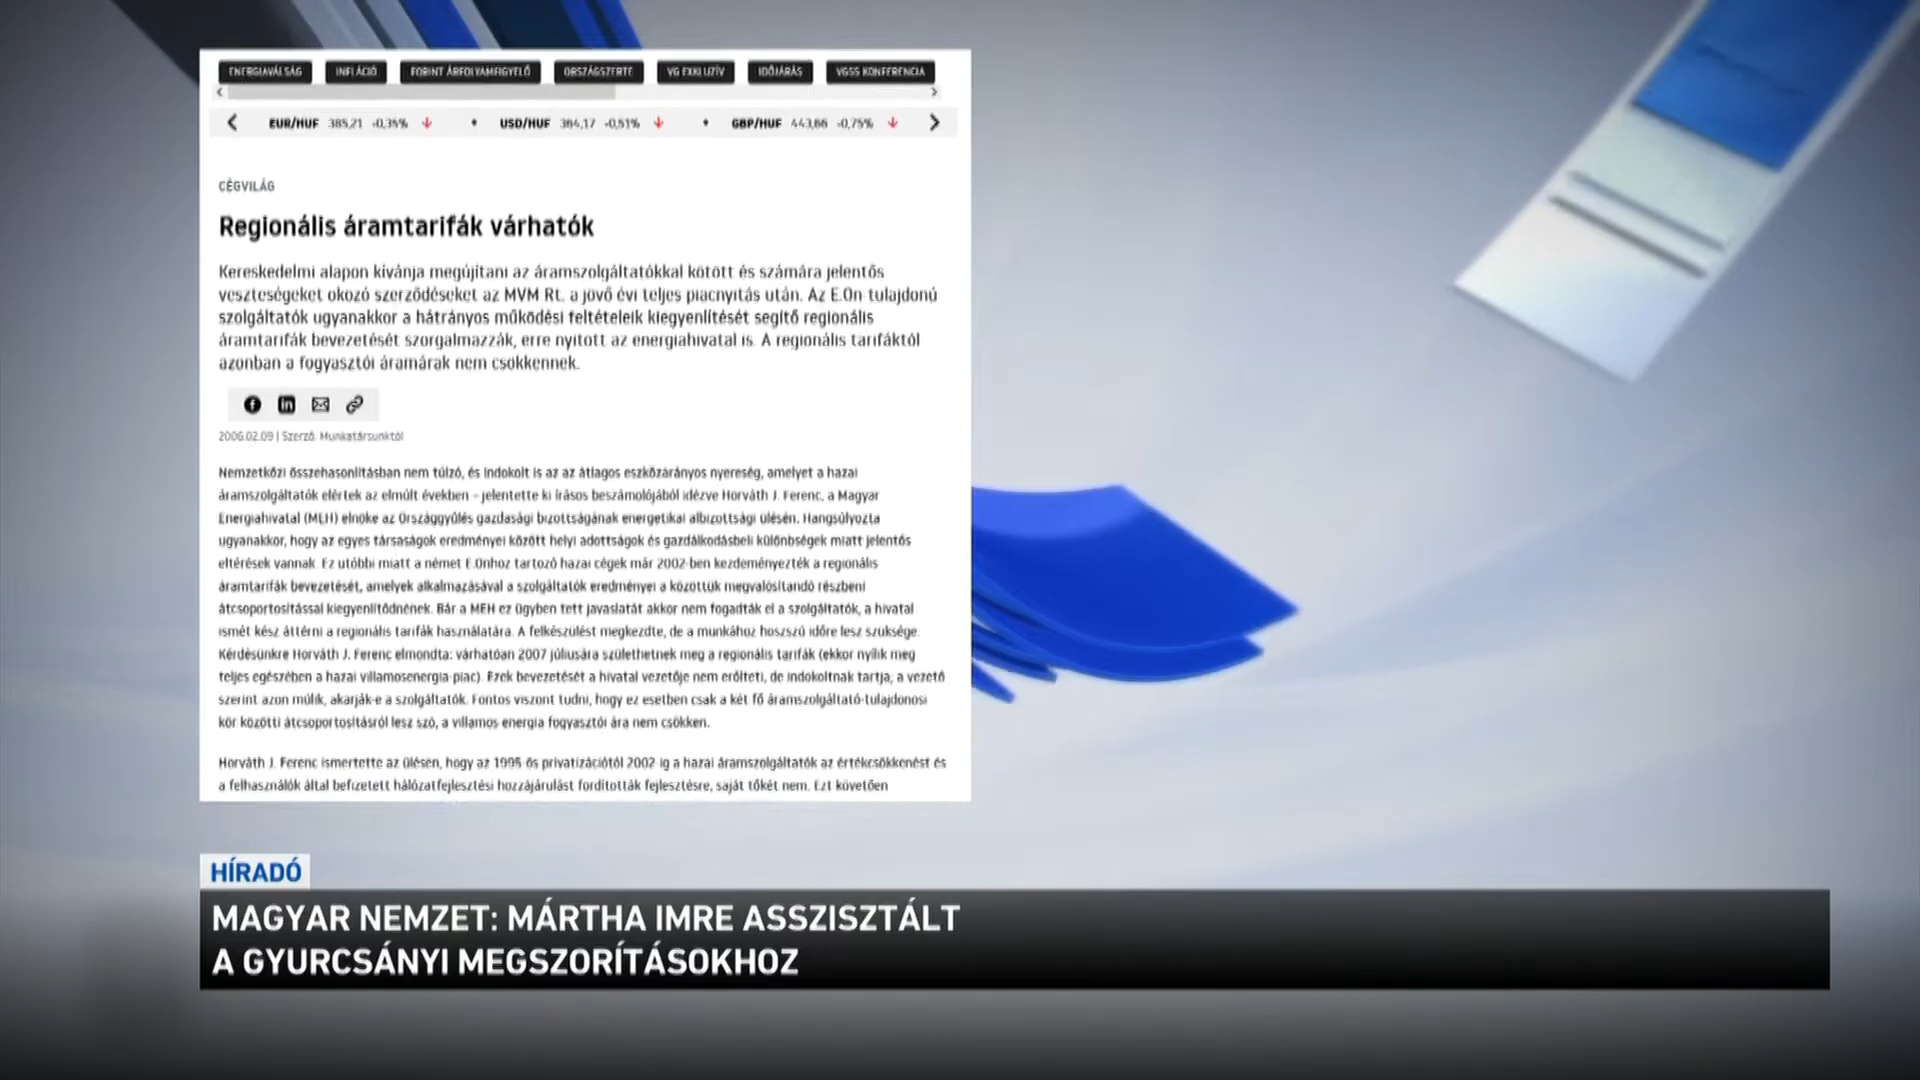 ENERGIAVÁLSÁG INFLÁCIÓ FORINT ÁRFOLYAMFIGYELŐ ORSZÁGSZERTE VG EXKLUZÍV IDŐJÁRÁS VGSS KONFERENCIA
EUR/HUF 385,21 -0,35% ↓ • USD/HUF 364,17 -0,51% ↓ • GBP/HUF 443,66 -0,75% ↓
CÉGVILÁG
Regionális áramtarifák várhatók
Kereskedelmi alapon kívánja megújítani az áramszolgáltatókkal kötött és számára jelentős
veszteségeket okozó szerződéseket az MVM Rt. a jövő évi teljes piacnyitás után. Az E.On tulajdonú
szolgáltatók ugyanakkor a hátrányos működési feltételeik kiegyenlítését segítő regionális
áramtarifák bevezetését szorgalmazzák, erre nyitott az energiahivatal is. A regionális tarifáktól
azonban a fogyasztói áramárak nem csökkennek.
2006.02.09 | Szerző: Munkatársunktól
Nemzetközi összehasonlításban nem túlzó, és indokolt is az az átlagos eszközarányos nyereség, amelyet a hazai
áramszolgáltatók elértek az elmúlt években – jelentette ki írásos beszámolójából idézve Horváth J. Ferenc, a Magyar
Energiahivatal (MEH) elnöke az Országgyűlés gazdasági bizottságának energetikai albizottsági ülésén. Hangsúlyozta
ugyanakkor, hogy az egyes társaságok eredményei között helyi adottságok és gazdálkodásbeli különbségek miatt jelentős
eltérések vannak. Ez utóbbi miatt a német E.Onhoz tartozó hazai cégek már 2002-ben kezdeményezték a regionális
áramtarifák bevezetését, amelyek alkalmazásával a szolgáltatók eredményei a közöttük megvalósítandó részbeni
átcsoportosítással kiegyenlítődnének. Bár a MEH ez ügyben tett javaslatát akkor nem fogadták el a szolgáltatók, a hivatal
ismét kész áttérni a regionális tarifák használatára. A felkészülést megkezdte, de a munkához hosszú időre lesz szüksége.
Kérdésünkre Horváth J. Ferenc elmondta: várhatóan 2007 júliusára születhetnek meg a regionális tarifák (ekkor nyílik meg
teljes egészében a hazai villamosenergia-piac). Ezek bevezetését a hivatal vezetője nem erőlteti, de indokoltnak tartja; a vezető
szerint azon múlik, akarják-e a szolgáltatók. Fontos viszont tudni, hogy ez esetben csak a két fő áramszolgáltató-tulajdonosi
kör közötti átcsoportosításról lesz szó, a villamos energia fogyasztói ára nem csökken.
Horváth J. Ferenc ismertette az ülésen, hogy az 1995-ös privatizációtól 2002-ig a hazai áramszolgáltatók az értékcsökkenést és
a felhasználók által befizetett hálózatfejlesztési hozzájárulást fordították fejlesztésre, saját tőkét nem. Ezt követően
HÍRADÓ
MAGYAR NEMZET: MÁRTHA IMRE ASSZISZTÁLT
A GYURCSÁNYI MEGSZORÍTÁSOKHOZ